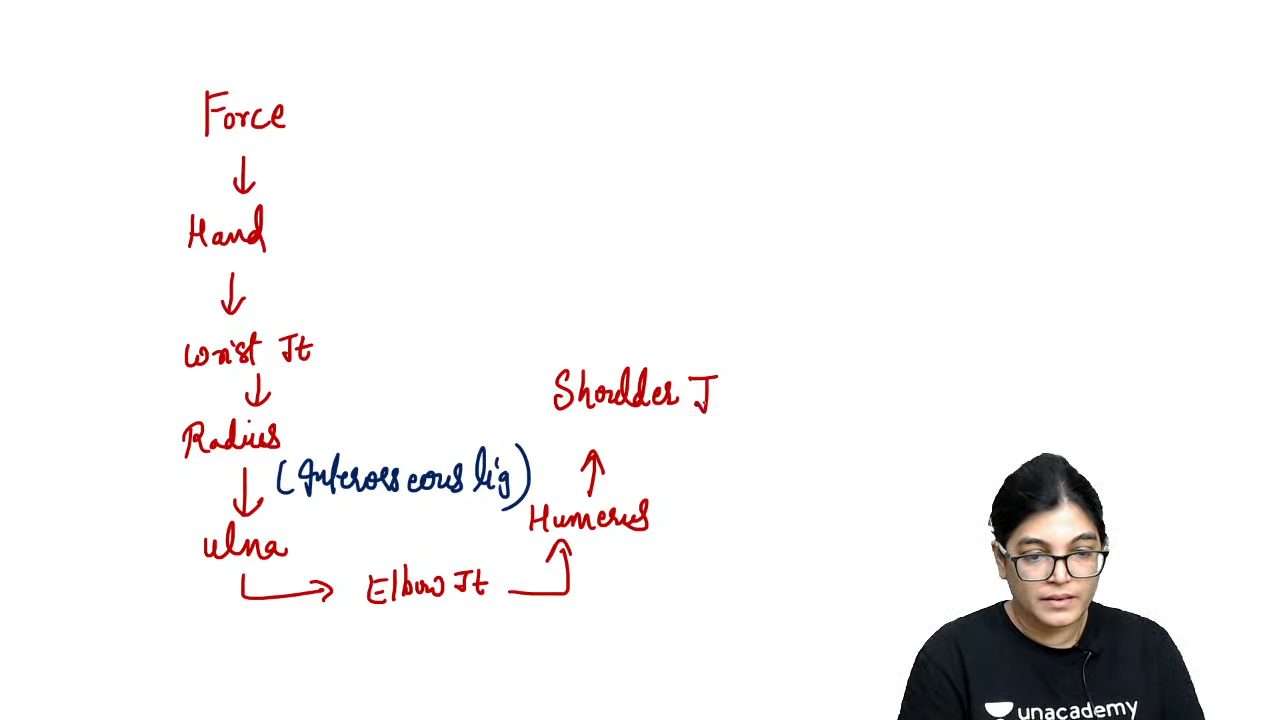 Force
↓
Hand
↓
Wrist Jt
↓
Radius
↓ (Interosseous lig)
Ulna
→ Elbow Jt →
Humerus
↑
Shoulder J
unacademy